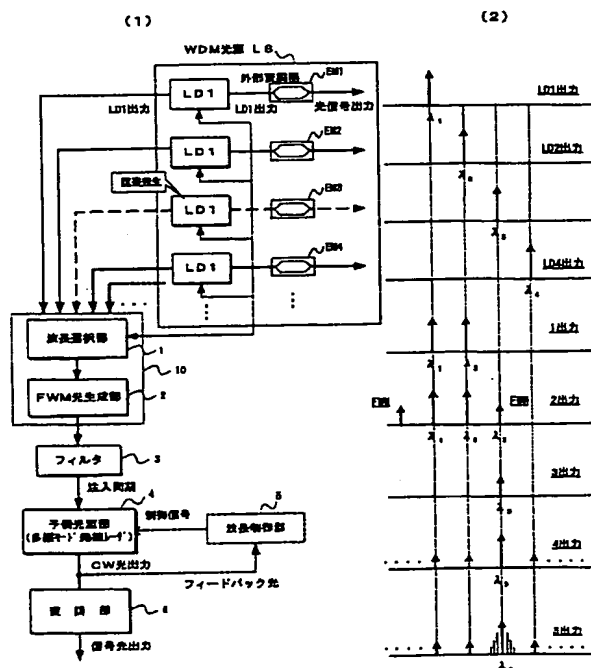 (1)
(2)
WDM光源 LS
外部変調器
EM1
LD1
LD1出力
LD1出力
光信号出力
LD1出力
λ1
EM2
LD1
LD2出力
障害発生
EM3
LD1
EM4
LD1
LD4出力
λ4
波長選択部
1
10
FWM光生成部
2
1出力
λ1
FWM
FWM
2出力
フィルタ
3
注入同期
3出力
4
5
予備光源部
(多端モード発振レーザ)
制御信号
波長制御部
4出力
CW光出力
フィードバック光
変調部
6
信号光出力
5出力